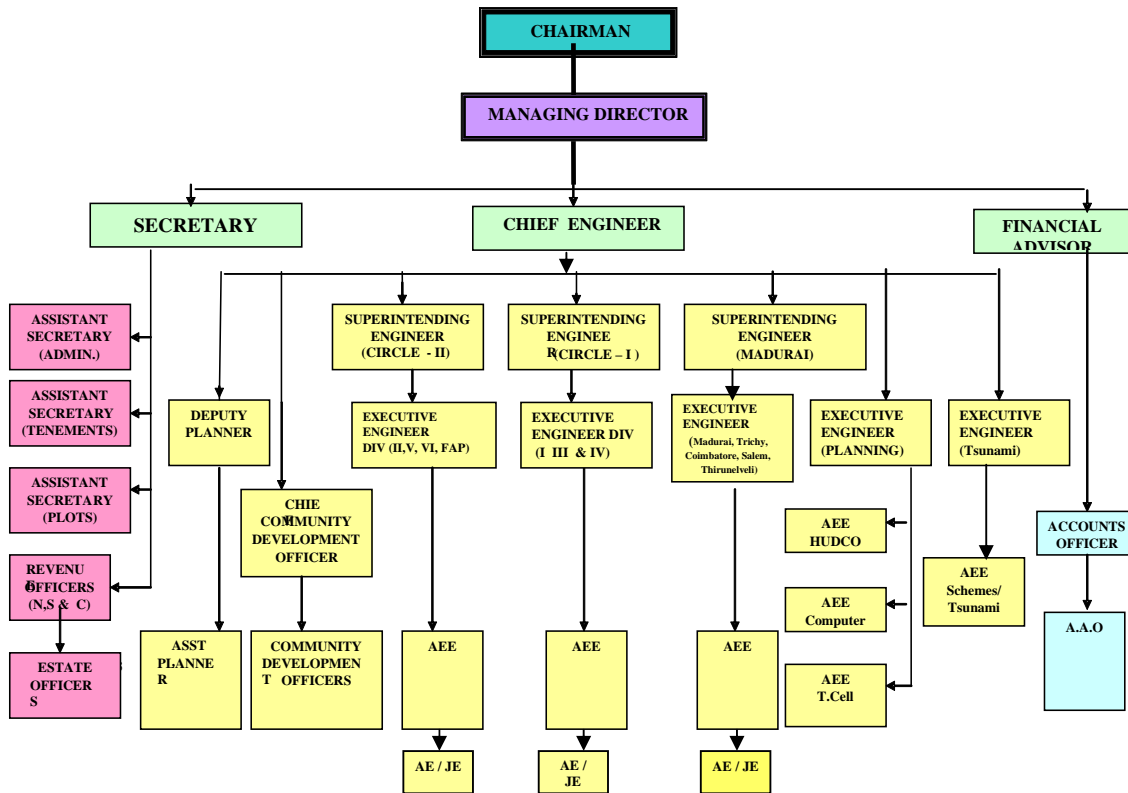 CHAIRMAN
MANAGING DIRECTOR
SECRETARY
CHIEF ENGINEER
FINANCIAL
ADVISOR
ASSISTANT
SECRETARY
(ADMIN.)
ASSISTANT
SECRETARY
(TENEMENTS)
ASSISTANT
SECRETARY
(PLOTS)
REVENUE
OFFICERS
(N,S & C)
ESTATE
OFFICER
S
DEPUTY
PLANNER
ASST
PLANNE
R
CHIEF
COMMUNITY
DEVELOPMENT
OFFICER
COMMUNITY
DEVELOPMEN
T OFFICERS
SUPERINTENDING
ENGINEER
(CIRCLE - II)
EXECUTIVE
ENGINEER
DIV (II,V, VI, FAP)
AEE
AE / JE
SUPERINTENDING
ENGINEE
R(CIRCLE – I )
EXECUTIVE
ENGINEER DIV
(I III & IV)
AEE
AE /
JE
SUPERINTENDING
ENGINEER
(MADURAI)
EXECUTIVE
ENGINEER
(Madurai, Trichy,
Coimbatore, Salem,
Thirunelveli)
AEE
AE / JE
EXECUTIVE
ENGINEER
(PLANNING)
AEE
HUDCO
AEE
Computer
AEE
T.Cell
EXECUTIVE
ENGINEER
(Tsunami)
AEE
Schemes/
Tsunami
ACCOUNTS
OFFICER
A.A.O